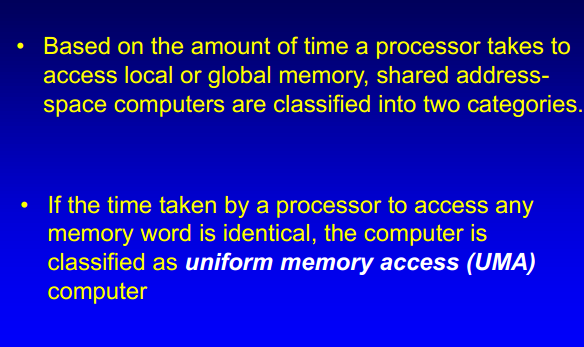 • Based on the amount of time a processor takes to
access local or global memory, shared address-
space computers are classified into two categories.
• If the time taken by a processor to access any
memory word is identical, the computer is
classified as uniform memory access (UMA)
computer